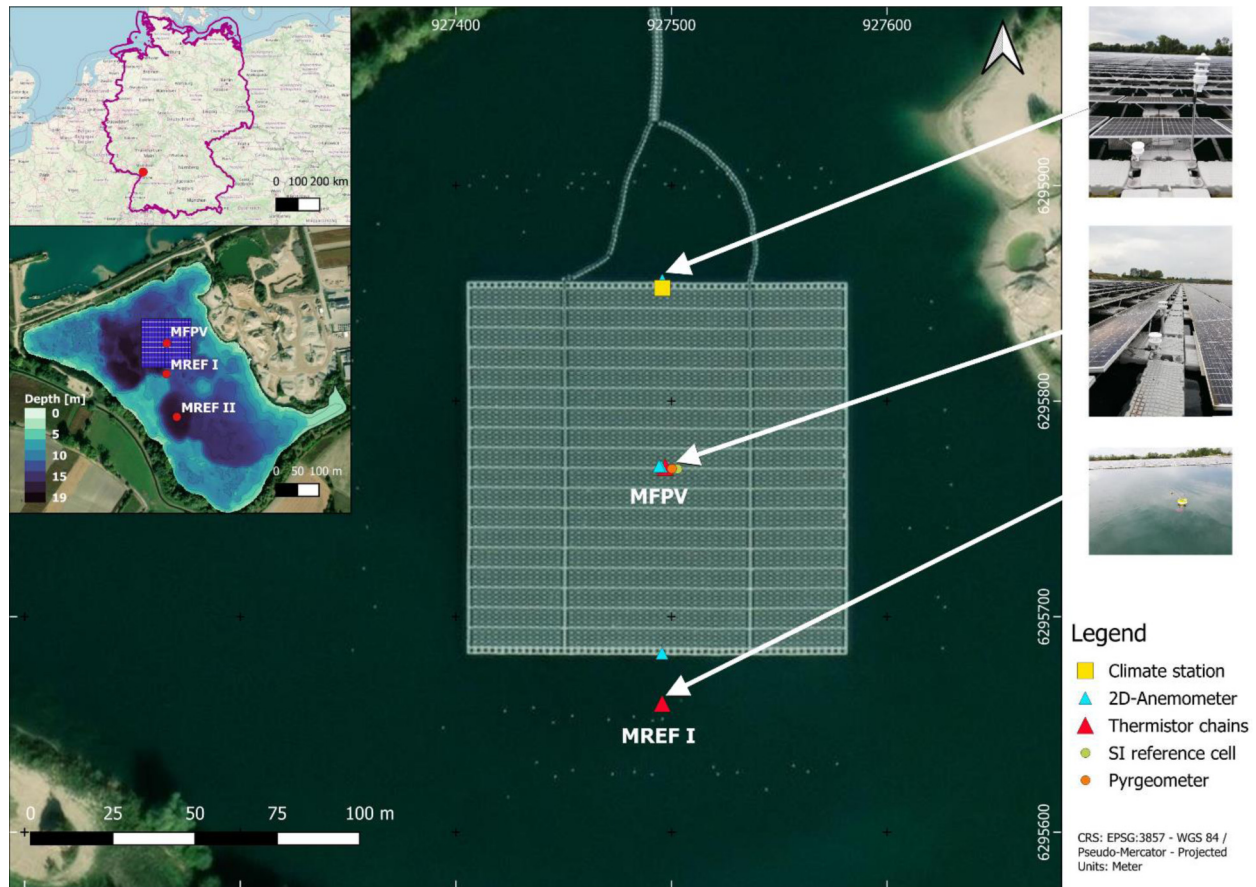 927400
927500
927600
6295900
6295800
6295700
6295600
0 100 200 km
MFPV
MREF I
MREF II
Depth [m]
0
5
10
15
19
0 50 100 m
MFPV
MREF I
0 25 50 75 100 m
Legend
Climate station
2D-Anemometer
Thermistor chains
SI reference cell
Pyrgeometer
CRS: EPSG:3857 - WGS 84 /
Pseudo-Mercator - Projected
Units: Meter